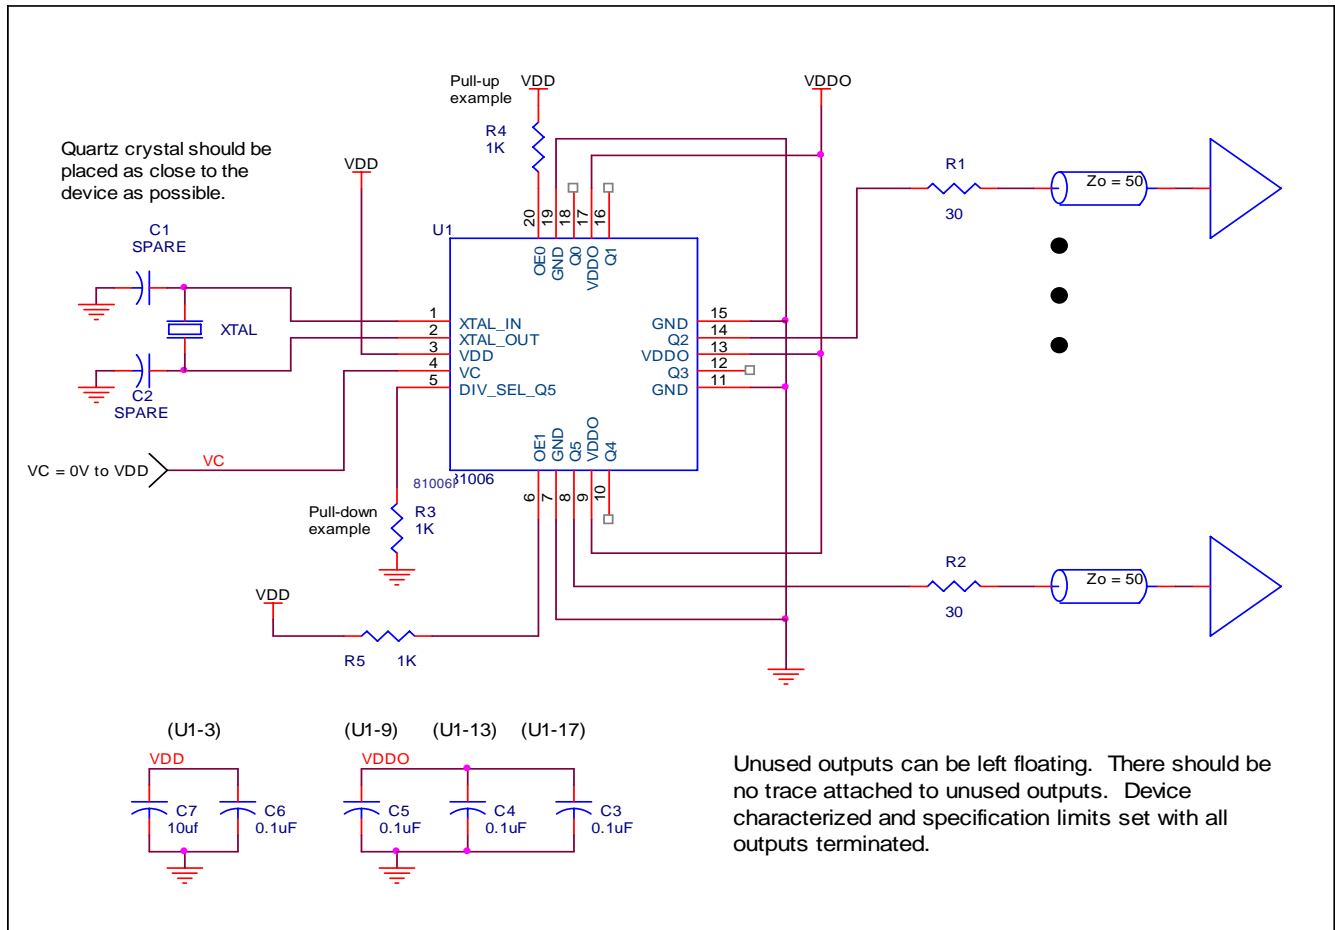 Pull-up
example
VDD
VDDO
R4
1K
Quartz crystal should be
placed as close to the
device as possible.
VDD
R1
30
Zo = 50
C1
SPARE
U1
20
19
18
17
16
OE0
GND
Q0
VDDO
Q1
XTAL
1
2
3
4
5
XTAL_IN
XTAL_OUT
VDD
VC
DIV_SEL_Q5
GND
Q2
VDDO
Q3
GND
15
14
13
12
11
C2
SPARE
OE1
GND
Q5
VDDO
Q4
VC = 0V to VDD
VC
6
7
8
9
10
Pull-down
example
R3
1K
R2
30
Zo = 50
VDD
R5
1K
(U1-3)
(U1-9)
(U1-13)
(U1-17)
VDD
VDDO
C7
10uf
C6
0.1uF
C5
0.1uF
C4
0.1uF
C3
0.1uF
Unused outputs can be left floating. There should be
no trace attached to unused outputs. Device
characterized and specification limits set with all
outputs terminated.